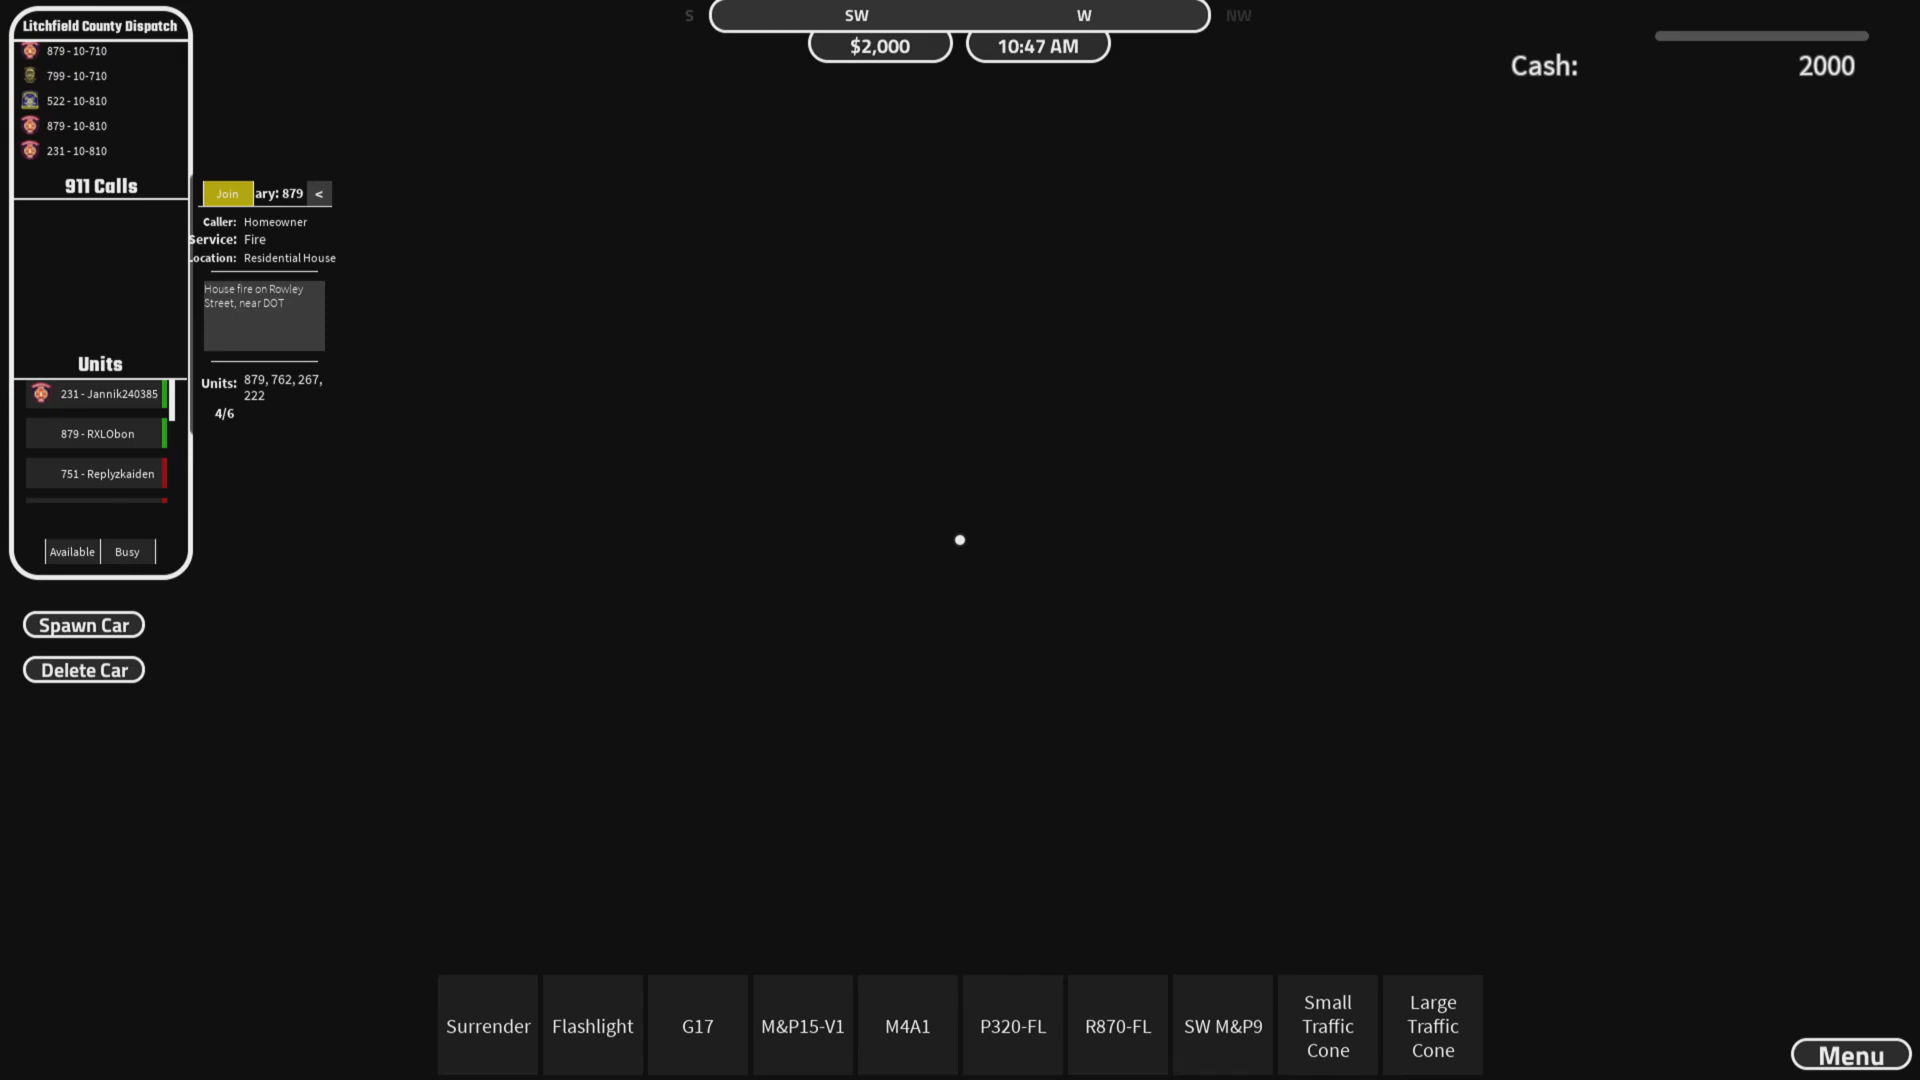 Litchfield County Dispatch
879 - 10-710
799 - 10-710
522 - 10-810
879 - 10-810
231 - 10-810
911 Calls
Units
231 - Jannik240385
879 - RXLObon
751 - Replyzkaiden
Available Busy
Spawn Car
Delete Car
Join ary: 879 <
Caller: Homeowner
Service: Fire
ocation: Residential House
House fire on Rowley
Street, near DOT
Units: 879, 762, 267,
222
4/6
S SW W NW
$2,000 10:47 AM
Cash: 2000
Surrender
Flashlight
G17
M&P15-V1
M4A1
P320-FL
R870-FL
SW M&P9
Small
Traffic
Cone
Large
Traffic
Cone
Menu